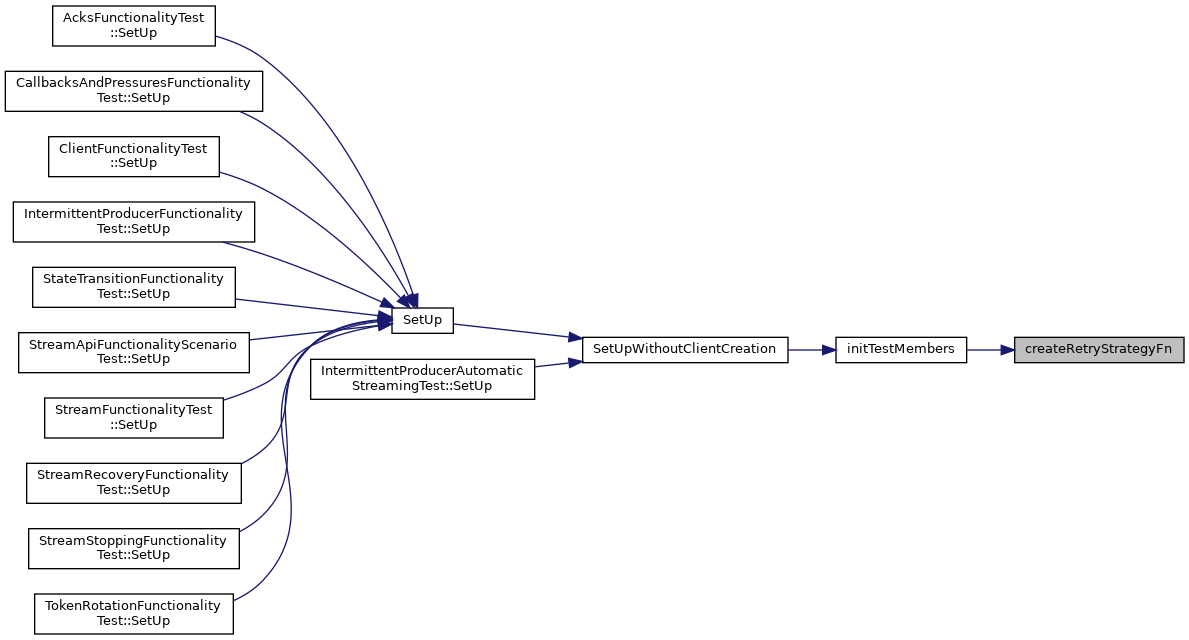 AcksFunctionalityTest
::SetUp
CallbacksAndPressuresFunctionality
Test::SetUp
ClientFunctionalityTest
::SetUp
IntermittentProducerFunctionality
Test::SetUp
StateTransitionFunctionality
Test::SetUp
StreamApiFunctionalityScenario
Test::SetUp
StreamFunctionalityTest
::SetUp
StreamRecoveryFunctionality
Test::SetUp
StreamStoppingFunctionality
Test::SetUp
TokenRotationFunctionality
Test::SetUp
SetUp
IntermittentProducerAutomatic
StreamingTest::SetUp
SetUpWithoutClientCreation
initTestMembers
createRetryStrategyFn